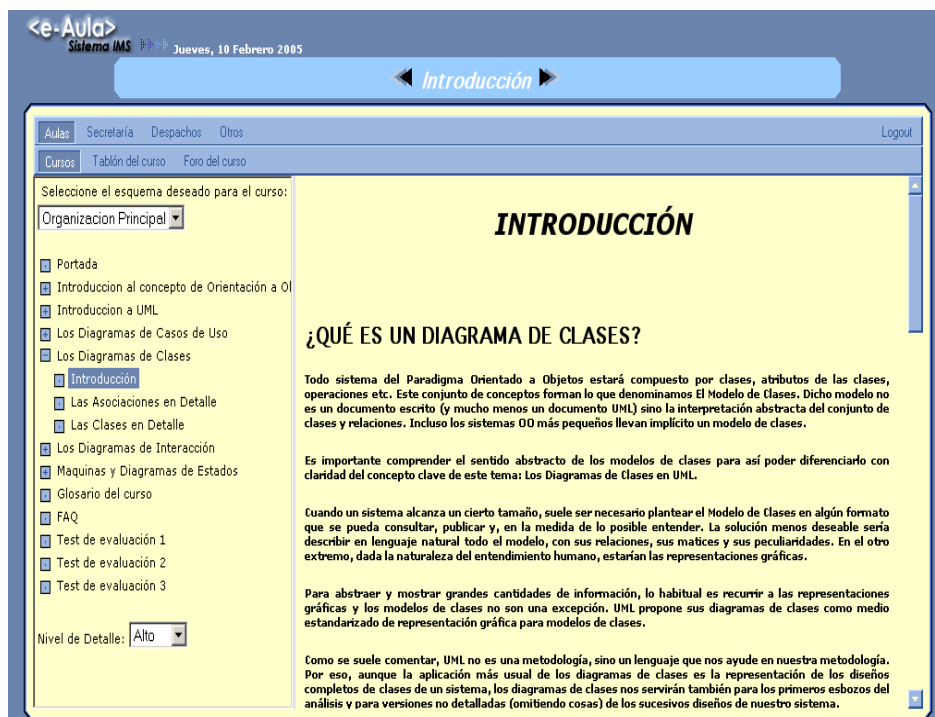 <e-Aula>
Sistema IMS
Jueves, 10 Febrero 2005
Introducción
Aulas Secretaría Despachos Otros Logout
Cursos Tablón del curso Foro del curso
Seleccione el esquema deseado para el curso:
Organizacion Principal
Portada
Introduccion al concepto de Orientación a Ol
Introduccion a UML
Los Diagramas de Casos de Uso
Los Diagramas de Clases
Introducción
Las Asociaciones en Detalle
Las Clases en Detalle
Los Diagramas de Interacción
Maquinas y Diagramas de Estados
Glosario del curso
FAQ
Test de evaluación 1
Test de evaluación 2
Test de evaluación 3
Nivel de Detalle: Alto
INTRODUCCIÓN
¿QUÉ ES UN DIAGRAMA DE CLASES?
Todo sistema del Paradigma Orientado a Objetos estará compuesto por clases, atributos de las clases,
operaciones etc. Este conjunto de conceptos forman lo que denominamos El Modelo de Clases. Dicho modelo no
es un documento escrito (y mucho menos un documento UML) sino la interpretación abstracta del conjunto de
clases y relaciones. Incluso los sistemas OO más pequeños llevan implícito un modelo de clases.
Es importante comprender el sentido abstracto de los modelos de clases para así poder diferenciarlo con
claridad del concepto clave de este tema: Los Diagramas de Clases en UML.
Cuando un sistema alcanza un cierto tamaño, suele ser necesario plantear el Modelo de Clases en algún formato
que se pueda consultar, publicar y, en la medida de lo posible entender. La solución menos deseable sería
describir en lenguaje natural todo el modelo, con sus relaciones, sus matices y sus peculiaridades. En el otro
extremo, dada la naturaleza del entendimiento humano, estarían las representaciones gráficas.
Para abstraer y mostrar grandes cantidades de información, lo habitual es recurrir a las representaciones
gráficas y los modelos de clases no son una excepción. UML propone sus diagramas de clases como medio
estandarizado de representación gráfica para modelos de clases.
Como se suele comentar, UML no es una metodología, sino un lenguaje que nos ayude en nuestra metodología.
Por eso, aunque la aplicación más usual de los diagramas de clases es la representación de los diseños
completos de clases de un sistema, los diagramas de clases nos servirán también para los primeros esbozos del
análisis y para versiones no detalladas (omitiendo cosas) de los sucesivos diseños de nuestro sistema.